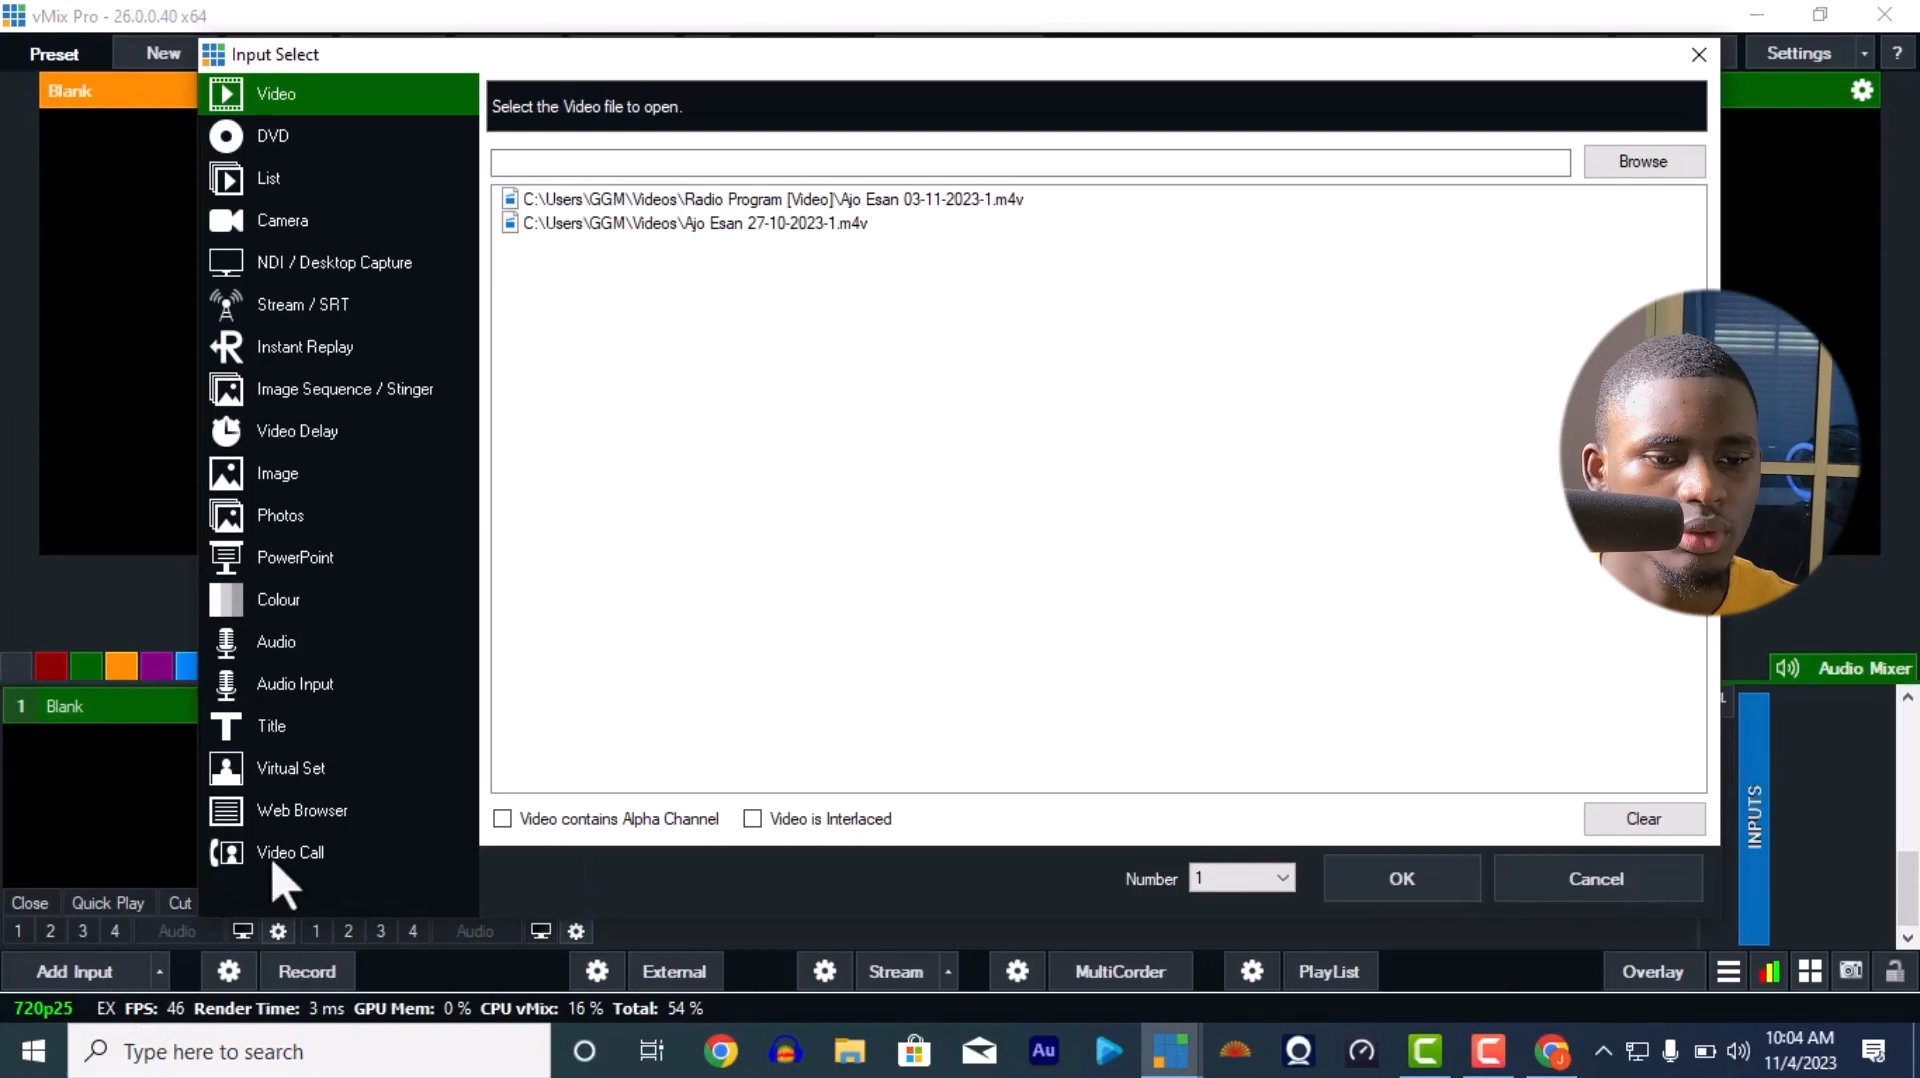 vMix Pro - 26.0.0.40 x64
Preset
New
Input Select
Settings
?
Blank
Video
DVD
List
Camera
NDI / Desktop Capture
Stream / SRT
Instant Replay
Image Sequence / Stinger
Video Delay
Image
Photos
PowerPoint
Colour
Audio
Audio Input
Title
Virtual Set
Web Browser
Video Call
Select the Video file to open.
Browse
C:\Users\GGM\Videos\Radio Program [Video]\Ajo Esan 03-11-2023-1.m4v
C:\Users\GGM\Videos\Ajo Esan 27-10-2023-1.m4v
Video contains Alpha Channel
Video is Interlaced
Clear
Number 1
OK
Cancel
Audio Mixer
1 Blank
INPUTS
Close Quick Play Cut
1 2 3 4 Audio
1 2 3 4 Audio
Add Input
Record
External
Stream
MultiCorder
PlayList
Overlay
720p25 EX FPS: 46 Render Time: 3 ms GPU Mem: 0 % CPU vMix: 16 % Total: 54 %
Type here to search
Au
10:04 AM
11/4/2023